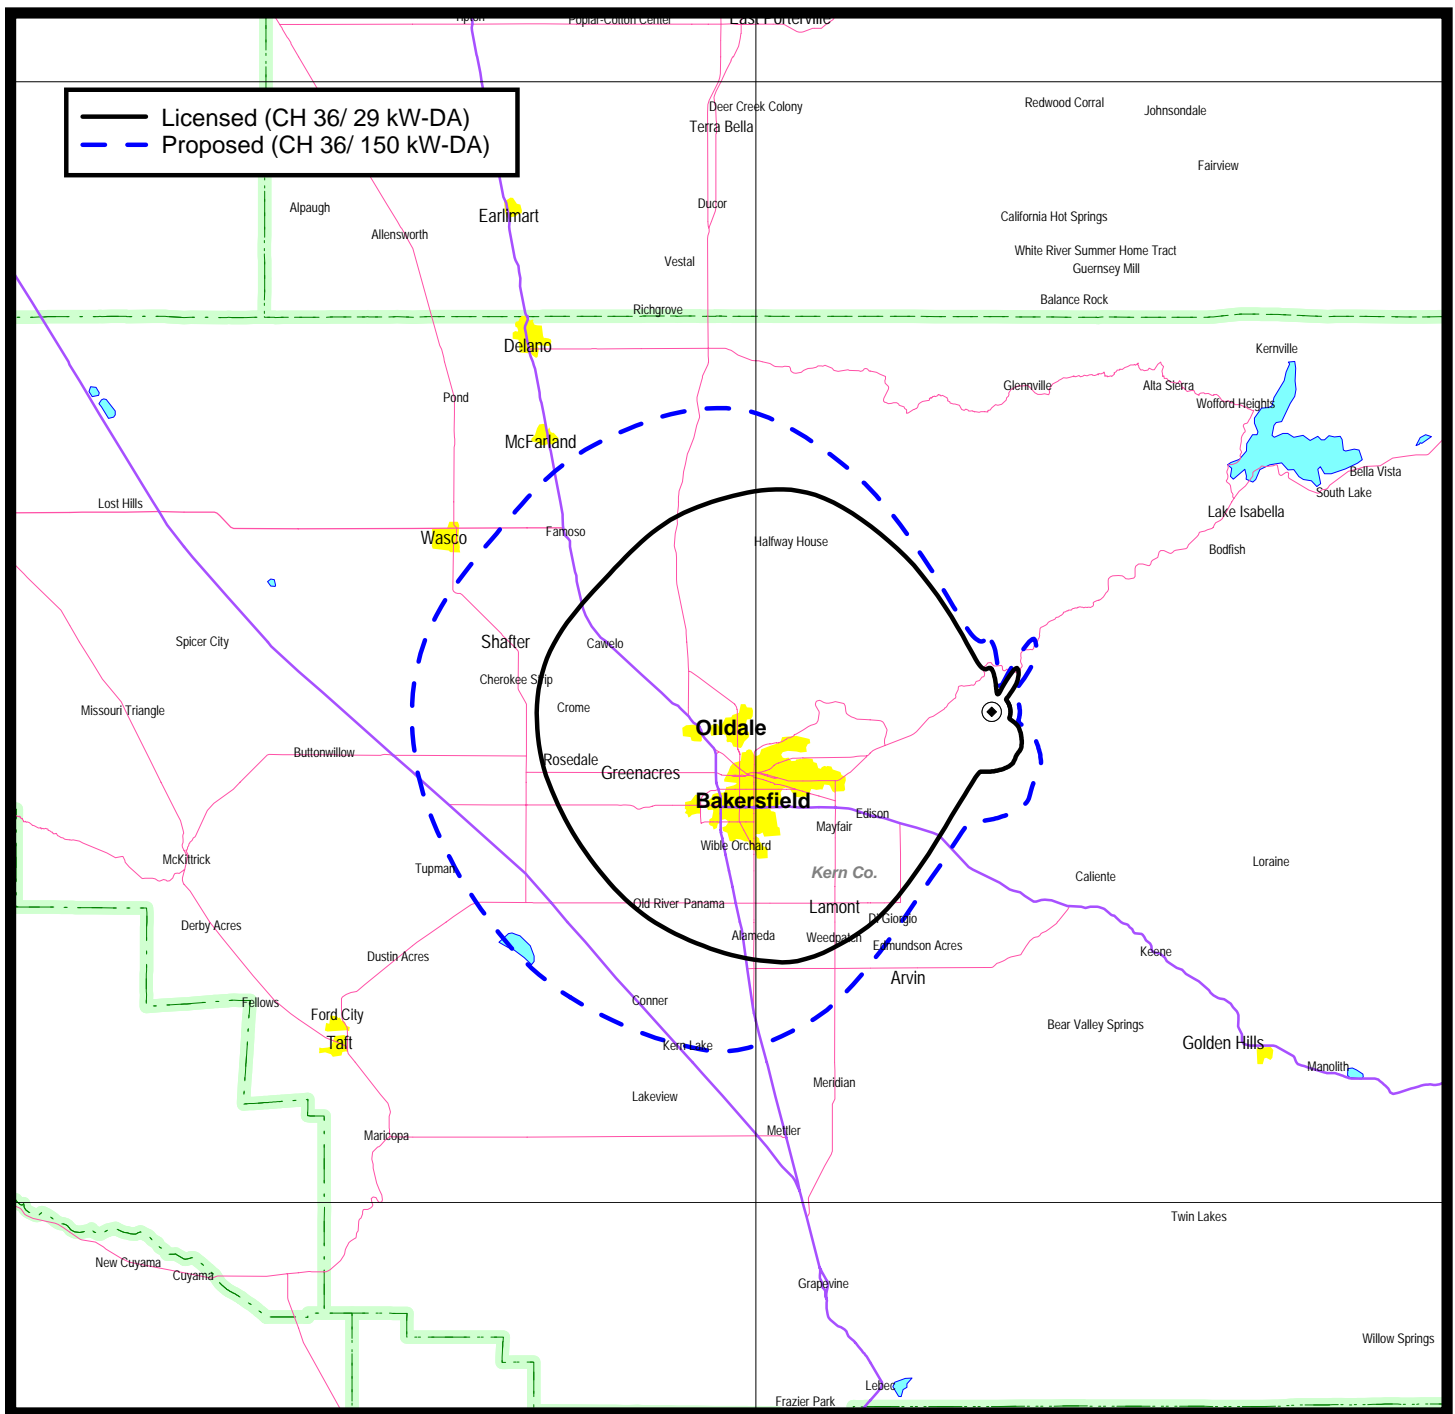 Tipton
Poplar-Cotton Center
East Porterville
Licensed (CH 36/ 29 kW-DA)
Proposed (CH 36/ 150 kW-DA)
Deer Creek Colony
Terra Bella
Redwood Corral
Johnsondale
Fairview
Alpaugh
Earlimart
Ducor
California Hot Springs
Allensworth
White River Summer Home Tract
Vestal
Guernsey Mill
Balance Rock
Richgrove
Delano
Kernville
Pond
Glennville
Alta Sierra
Wofford Heights
McFarland
Bella Vista
South Lake
Lost Hills
Lake Isabella
Wasco
Famoso
Halfway House
Bodfish
Spicer City
Shafter
Cawelo
Cherokee Strip
Missouri Triangle
Crome
Oildale
Buttonwillow
Rosedale
Greenacres
Bakersfield
Edison
Mayfair
Wible Orchard
McKittrick
Tupman
Kern Co.
Loraine
Caliente
Old River
Panama
Lamont
Derby Acres
Di Giorgio
Alameda
Weedpatch
Edmundson Acres
Dustin Acres
Keene
Arvin
Fellows
Conner
Ford City
Bear Valley Springs
Taft
Kern Lake
Golden Hills
Manolith
Meridian
Lakeview
Maricopa
Mettler
Twin Lakes
New Cuyama
Cuyama
Grapevine
Willow Springs
Lebec
Frazier Park